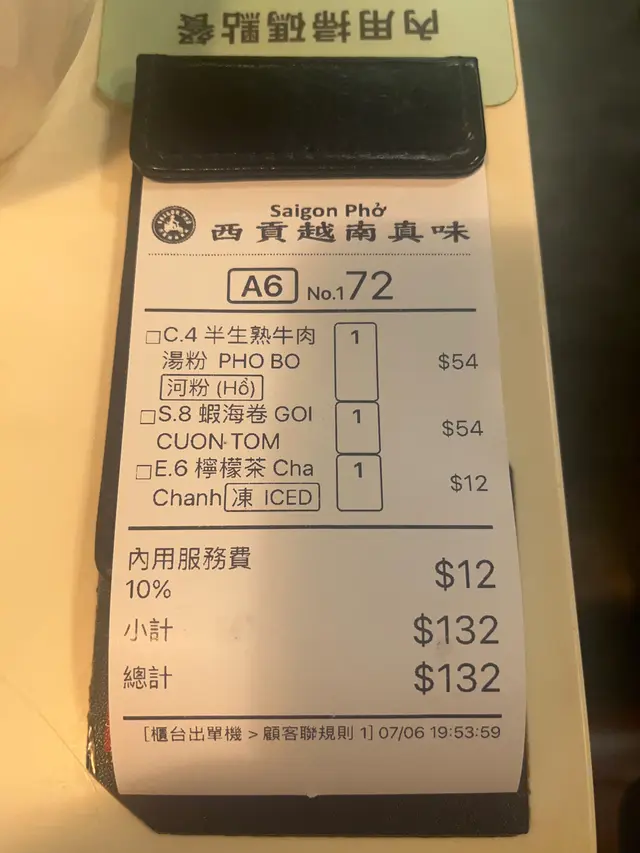 內用掃碼點餐
Saigon Phở
西貢越南真味
A6 No.172
□C.4 半生熟牛肉 1
湯粉 PHO BO $54
河粉 (Hồ)
□S.8 蝦海卷 GOI 1 $54
CUON TOM
□E.6 檸檬茶 Cha 1 $12
Chanh 凍 ICED
內用服務費
10% $12
小計 $132
總計 $132
[櫃台出單機 > 顧客聯規則 1] 07/06 19:53:59